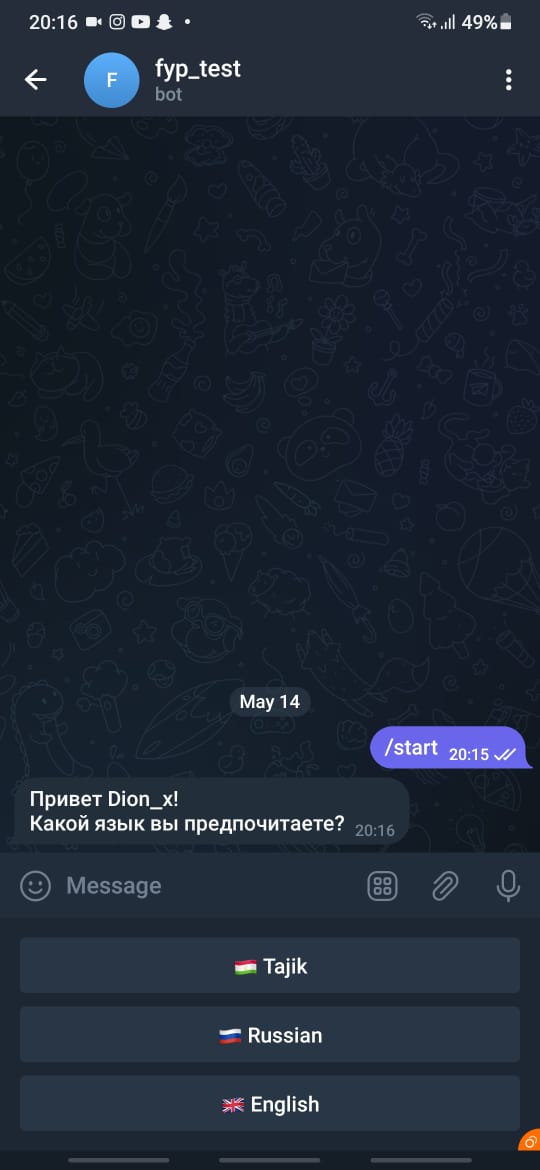 20:16
49%
F
fyp_test
bot
May 14
/start 20:15
Привет Dion_x!
Какой язык вы предпочитаете? 20:16
Message
Tajik
Russian
English